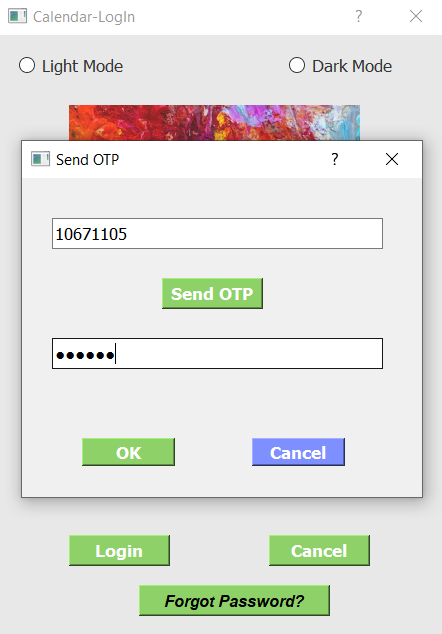 Calendar-LogIn
Light Mode
Dark Mode
Send OTP
10671105
Send OTP
●●●●●●
OK
Cancel
Login
Cancel
Forgot Password?